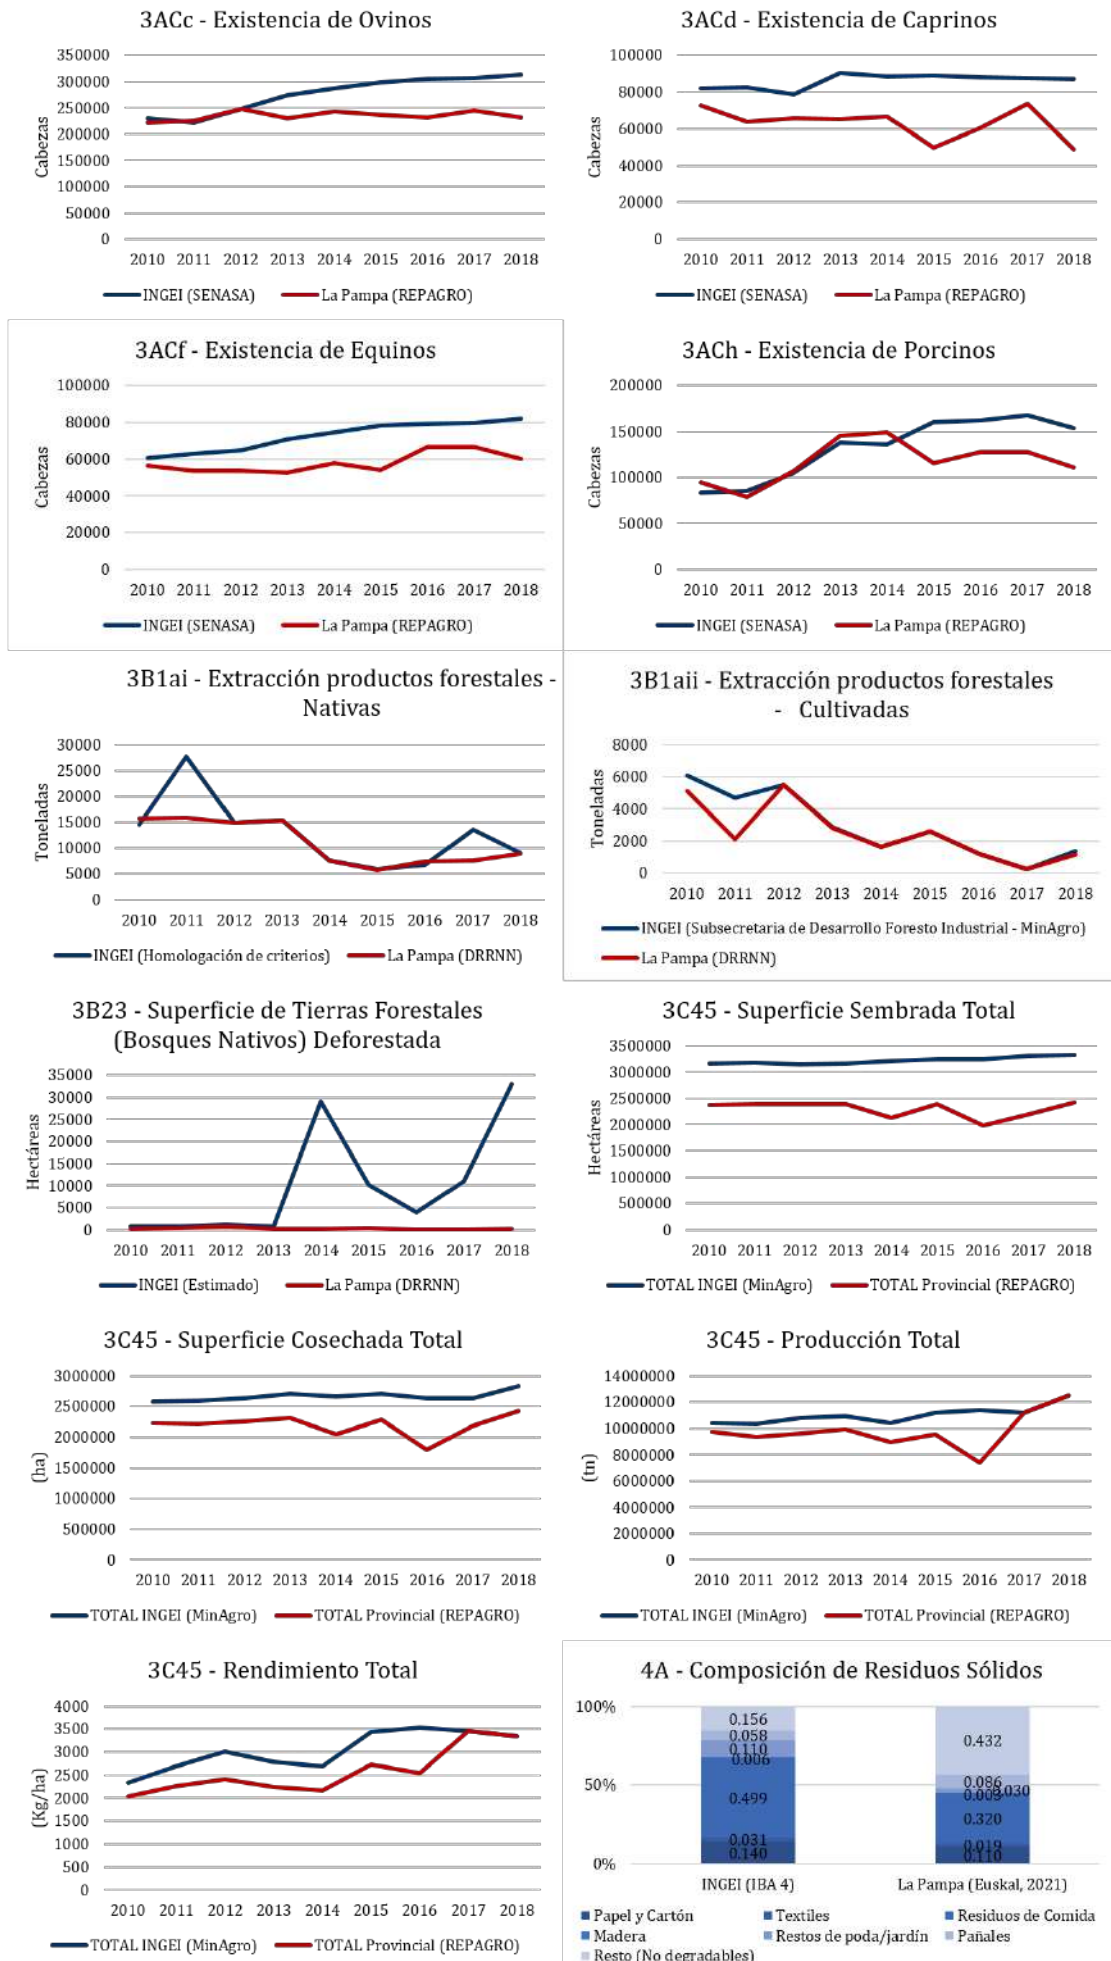 3ACc - Existencia de Ovinos
350000
300000
250000
200000
150000
100000
50000
0
Cabezas
2010 2011 2012 2013 2014 2015 2016 2017 2018
INGEI (SENASA) La Pampa (REPAGRO)
3ACd - Existencia de Caprinos
100000
80000
60000
40000
20000
0
Cabezas
2010 2011 2012 2013 2014 2015 2016 2017 2018
INGEI (SENASA) La Pampa (REPAGRO)
3ACf - Existencia de Equinos
100000
80000
60000
40000
20000
0
Cabezas
2010 2011 2012 2013 2014 2015 2016 2017 2018
INGEI (SENASA) La Pampa (REPAGRO)
3ACh - Existencia de Porcinos
200000
150000
100000
50000
0
Cabezas
2010 2011 2012 2013 2014 2015 2016 2017 2018
INGEI (SENASA) La Pampa (REPAGRO)
3B1ai - Extracción productos forestales -
Nativas
30000
25000
20000
15000
10000
5000
0
Toneladas
2010 2011 2012 2013 2014 2015 2016 2017 2018
INGEI (Homologación de criterios) La Pampa (DRRNN)
3B1aii - Extracción productos forestales
- Cultivadas
8000
6000
4000
2000
0
Toneladas
2010 2011 2012 2013 2014 2015 2016 2017 2018
INGEI (Subsecretaria de Desarrollo Foresto Industrial - MinAgro)
La Pampa (DRRNN)
3B23 - Superficie de Tierras Forestales
(Bosques Nativos) Deforestada
35000
30000
25000
20000
15000
10000
5000
0
Hectáreas
2010 2011 2012 2013 2014 2015 2016 2017 2018
INGEI (Estimado) La Pampa (DRRNN)
3C45 - Superficie Sembrada Total
3500000
3000000
2500000
2000000
1500000
1000000
500000
0
Hectáreas
2010 2011 2012 2013 2014 2015 2016 2017 2018
TOTAL INGEI (MinAgro) TOTAL Provincial (REPAGRO)
3C45 - Superficie Cosechada Total
3000000
2500000
2000000
1500000
1000000
500000
0
(ha)
2010 2011 2012 2013 2014 2015 2016 2017 2018
TOTAL INGEI (MinAgro) TOTAL Provincial (REPAGRO)
3C45 - Producción Total
14000000
12000000
10000000
8000000
6000000
4000000
2000000
0
(tn)
2010 2011 2012 2013 2014 2015 2016 2017 2018
TOTAL INGEI (MinAgro) TOTAL Provincial (REPAGRO)
3C45 - Rendimiento Total
4000
3500
3000
2500
2000
1500
1000
500
0
(Kg/ha)
2010 2011 2012 2013 2014 2015 2016 2017 2018
TOTAL INGEI (MinAgro) TOTAL Provincial (REPAGRO)
4A - Composición de Residuos Sólidos
100%
50%
0%
0.156
0.058
0.110
0.006
0.499
0.031
0.140
0.432
0.086
0.030
0.003
0.320
0.019
0.110
INGEI (IBA 4) La Pampa (Euskal, 2021)
Papel y Cartón Textiles Residuos de Comida
Madera Restos de poda/jardín Pañales
Resto (No degradables)